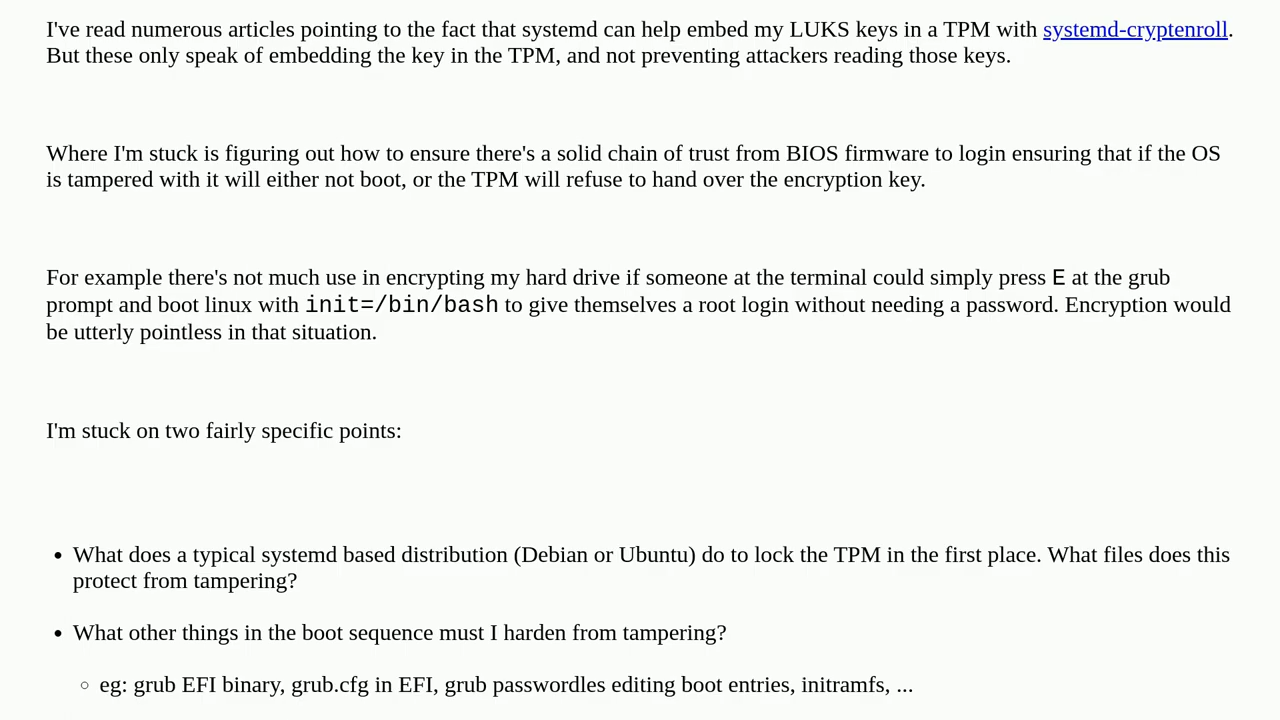 I've read numerous articles pointing to the fact that systemd can help embed my LUKS keys in a TPM with systemd-cryptenroll.
But these only speak of embedding the key in the TPM, and not preventing attackers reading those keys.
Where I'm stuck is figuring out how to ensure there's a solid chain of trust from BIOS firmware to login ensuring that if the OS
is tampered with it will either not boot, or the TPM will refuse to hand over the encryption key.
For example there's not much use in encrypting my hard drive if someone at the terminal could simply press E at the grub
prompt and boot linux with init=/bin/bash to give themselves a root login without needing a password. Encryption would
be utterly pointless in that situation.
I'm stuck on two fairly specific points:
• What does a typical systemd based distribution (Debian or Ubuntu) do to lock the TPM in the first place. What files does this
protect from tampering?
• What other things in the boot sequence must I harden from tampering?
◦ eg: grub EFI binary, grub.cfg in EFI, grub passwordles editing boot entries, initramfs, ...